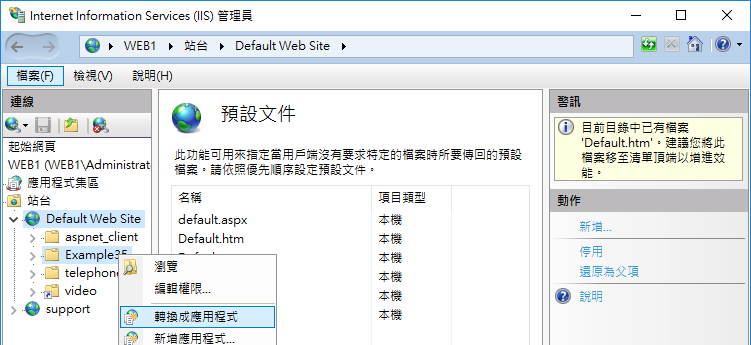 Internet Information Services (IIS) 管理員
WEB1 站台 Default Web Site
檔案(F) 檢視(V) 說明(H)
連線
起始網頁
WEB1 (WEB1\Administrat
應用程式集區
站台
Default Web Site
aspnet_client
Example35
telephone
video
support
瀏覽
編輯權限...
轉換成應用程式
新增應用程式...
預設文件
此功能可用來指定當用戶端沒有要求特定的檔案時所要傳回的預設
檔案。請依照優先順序設定預設文件。
名稱 項目類型
default.aspx 本機
Default.htm 本機
本機
本機
本機
本機
警訊
目前目錄中已有檔案
'Default.htm'。建議您將此
檔案移至清單頂端以增進效
能。
動作
新增...
停用
還原為父項
說明